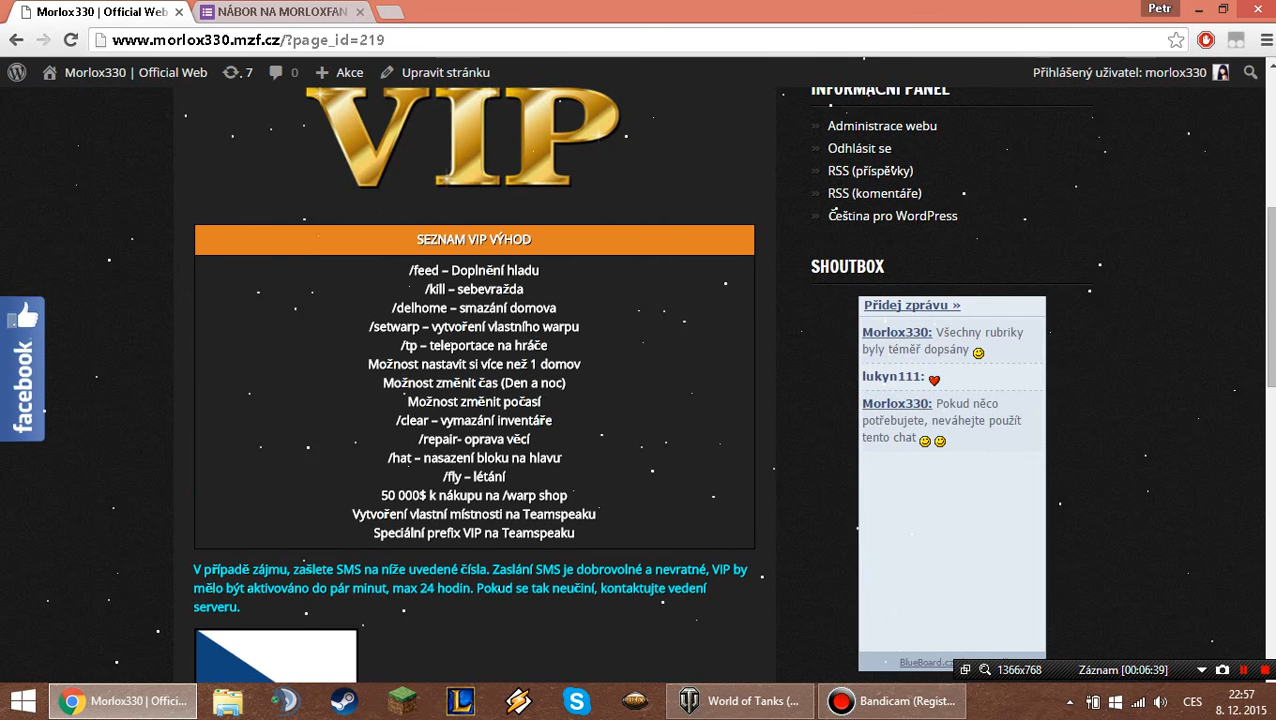 Morlox330 | Official Web
NÁBOR NA MORLOXFAN
Petr
www.morlox330.mzf.cz/?page_id=219
Morlox330 | Official Web
7
0
Akce
Upravit stránku
Přihlášený uživatel: morlox330
VIP
SEZNAM VIP VÝHOD
/feed – Doplnění hladu
/kill – sebevražda
/delhome – smazání domova
/setwarp – vytvoření vlastního warpu
/tp – teleportace na hráče
Možnost nastavit si více než 1 domov
Možnost změnit čas (Den a noc)
Možnost změnit počasí
/clear – vymazání inventáře
/repair- oprava věcí
/hat – nasazení bloku na hlavu
/fly – létání
50 000$ k nákupu na /warp shop
Vytvoření vlastní místnosti na Teamspeaku
Speciální prefix VIP na Teamspeaku
V případě zájmu, zašlete SMS na níže uvedené čísla. Zaslání SMS je dobrovolné a nevratné, VIP by
mělo být aktivováno do pár minut, max 24 hodin. Pokud se tak neučiní, kontaktujte vedení
serveru.
INFORMAČNÍ PANEL
Administrace webu
Odhlásit se
RSS (příspěvky)
RSS (komentáře)
Čeština pro WordPress
SHOUTBOX
Přidej zprávu »
Morlox330: Všechny rubriky
byly téměř dopsány
lukyn111:
Morlox330: Pokud něco
potřebujete, neváhejte použít
tento chat
BlueBoard.cz
facebook
1366x768
Záznam [00:06:39]
Morlox330 | Offici...
World of Tanks (...
Bandicam (Regist...
CES
22:57
8. 12. 2015